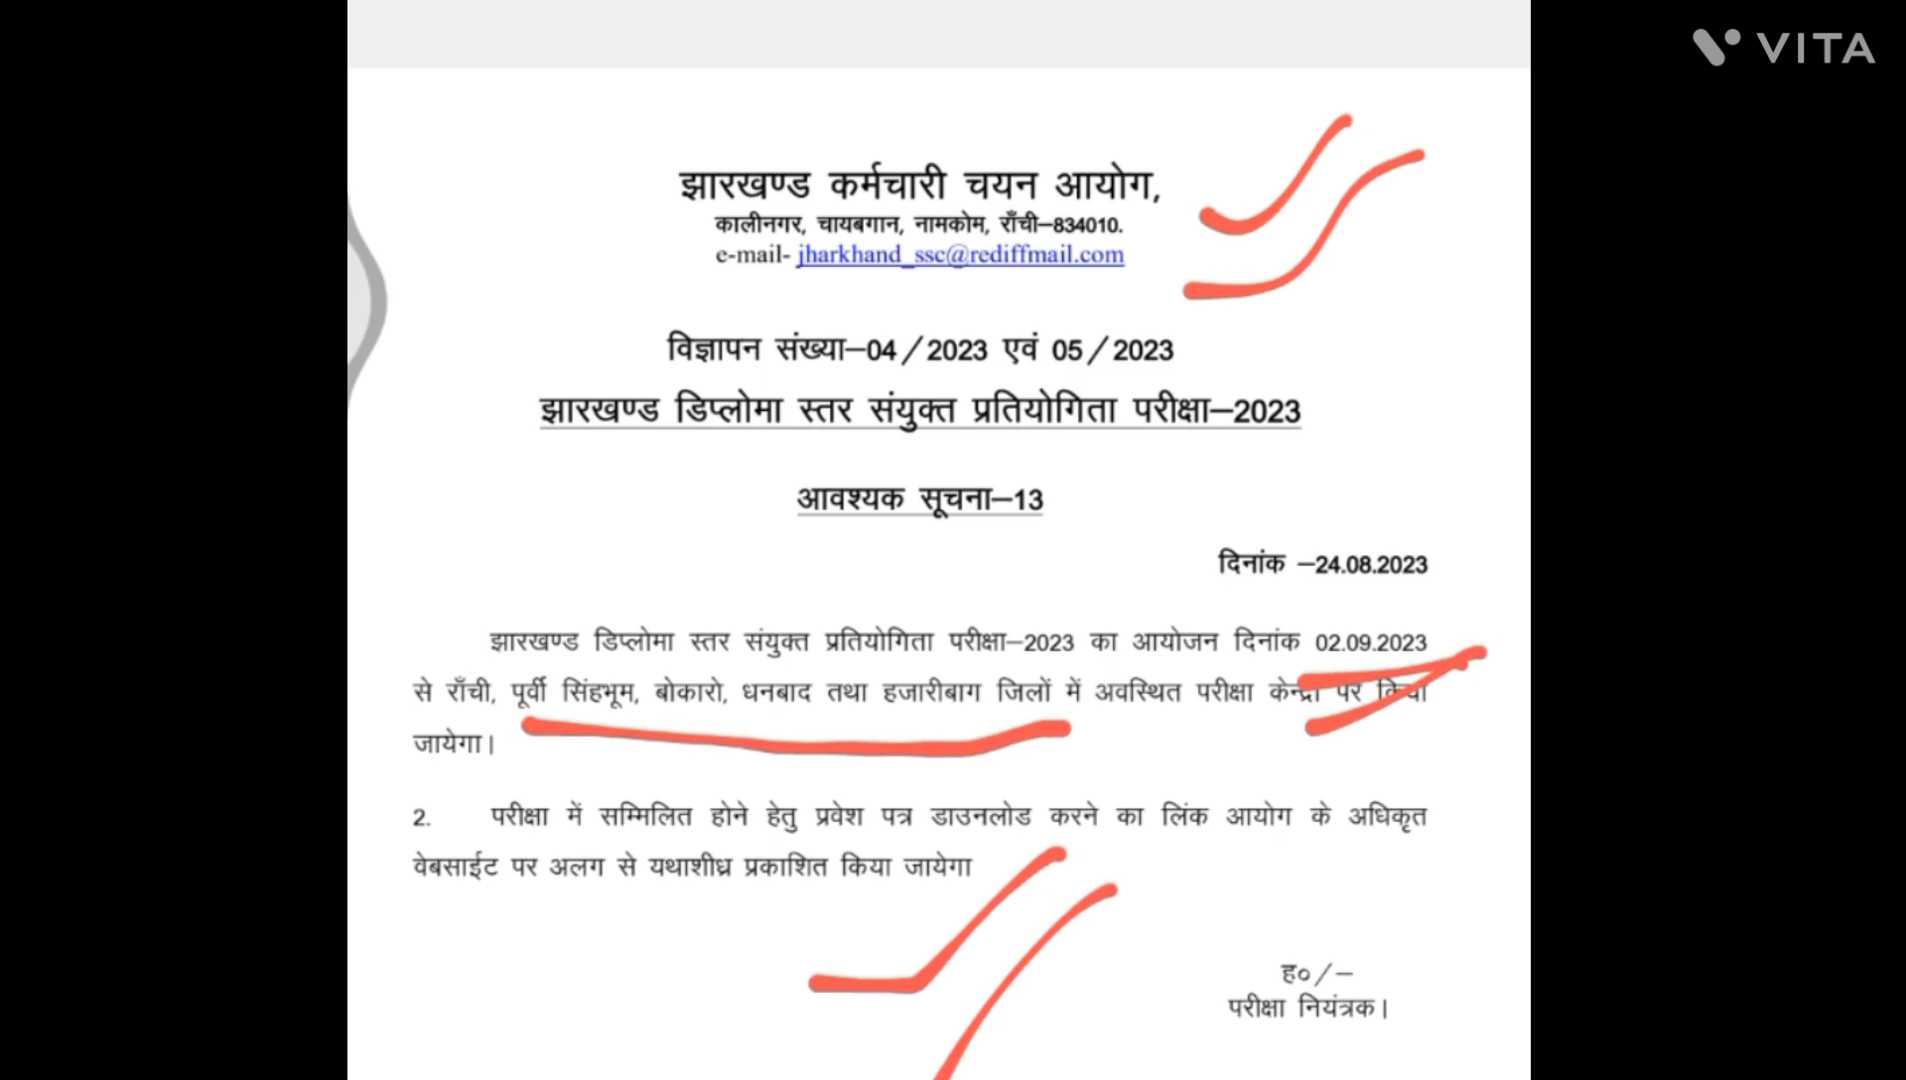 VITA
झारखण्ड कर्मचारी चयन आयोग,
कालीनगर, चायबगान, नामकोम, राँची–834010.
e-mail- jharkhand_ssc@rediffmail.com
विज्ञापन संख्या–04/2023 एवं 05/2023
झारखण्ड डिप्लोमा स्तर संयुक्त प्रतियोगिता परीक्षा–2023
आवश्यक सूचना–13
दिनांक –24.08.2023
झारखण्ड डिप्लोमा स्तर संयुक्त प्रतियोगिता परीक्षा–2023 का आयोजन दिनांक 02.09.2023
से राँची, पूर्वी सिंहभूम, बोकारो, धनबाद तथा हजारीबाग जिलों में अवस्थित परीक्षा केन्द्रों पर किया
जायेगा।
2. परीक्षा में सम्मिलित होने हेतु प्रवेश पत्र डाउनलोड करने का लिंक आयोग के अधिकृत
वेबसाईट पर अलग से यथाशीध्र प्रकाशित किया जायेगा
ह०/–
परीक्षा नियंत्रक।